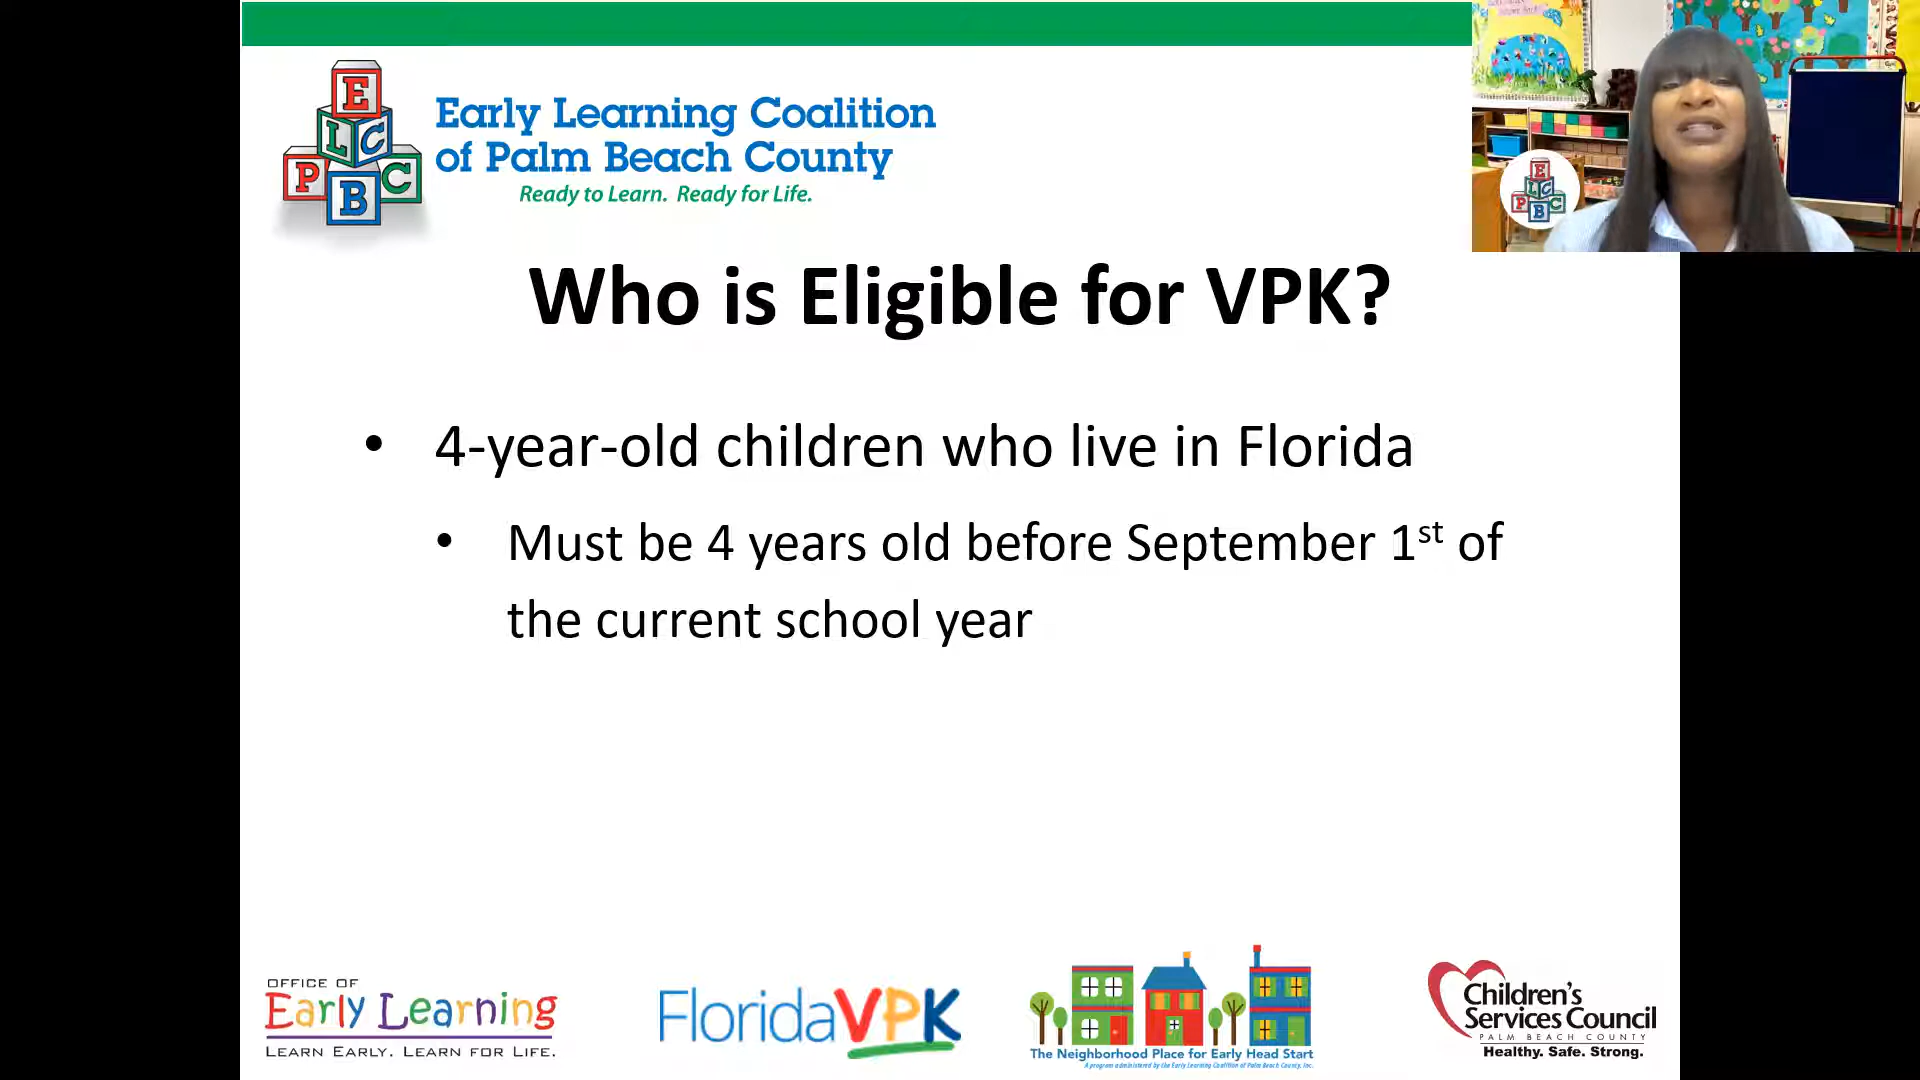 E
L C
P B C
Early Learning Coalition
of Palm Beach County
Ready to Learn. Ready for Life.
E
L C
P B C
Who is Eligible for VPK?
• 4-year-old children who live in Florida
• Must be 4 years old before September 1st of
the current school year
OFFICE OF
Early Learning
LEARN EARLY. LEARN FOR LIFE.
FloridaVPK
The Neighborhood Place for Early Head Start
A program administered by the Early Learning Coalition of Palm Beach County, Inc.
Children's
Services Council
PALM BEACH COUNTY
Healthy. Safe. Strong.